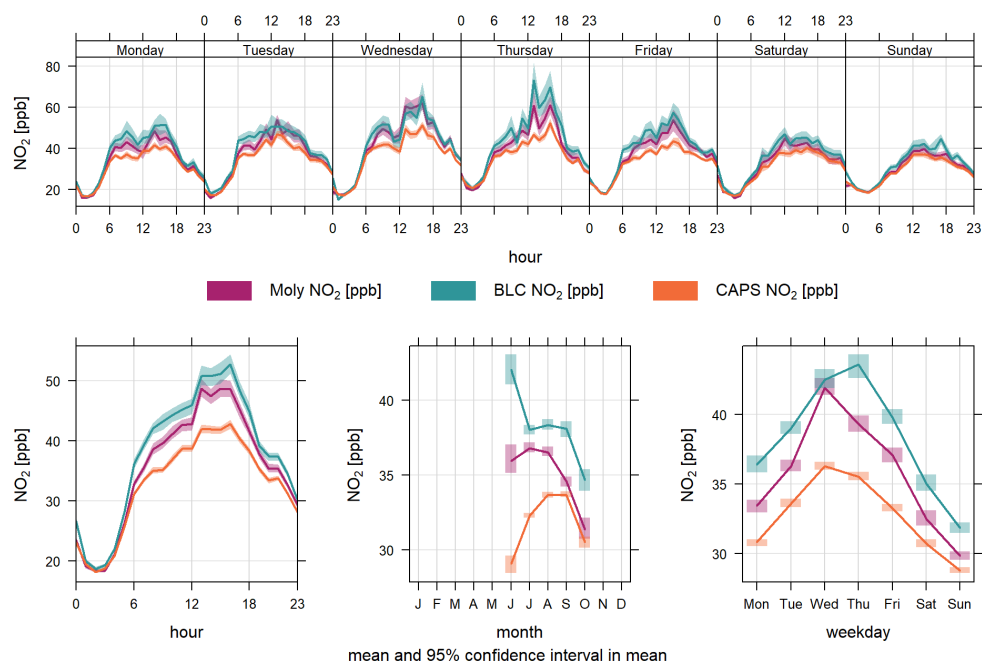 0 6 12 18 23 0 6 12 18 23 0 6 12 18 23
Monday Tuesday Wednesday Thursday Friday Saturday Sunday
NO2 [ppb]
80
60
40
20
0 6 12 18 23 0 6 12 18 23 0 6 12 18 23 0 6 12 18 23
hour
Moly NO2 [ppb] BLC NO2 [ppb] CAPS NO2 [ppb]
NO2 [ppb]
50
40
30
20
0 6 12 18 23
hour
NO2 [ppb]
40
35
30
J F M A M J J A S O N D
month
NO2 [ppb]
40
35
30
Mon Tue Wed Thu Fri Sat Sun
weekday
mean and 95% confidence interval in mean